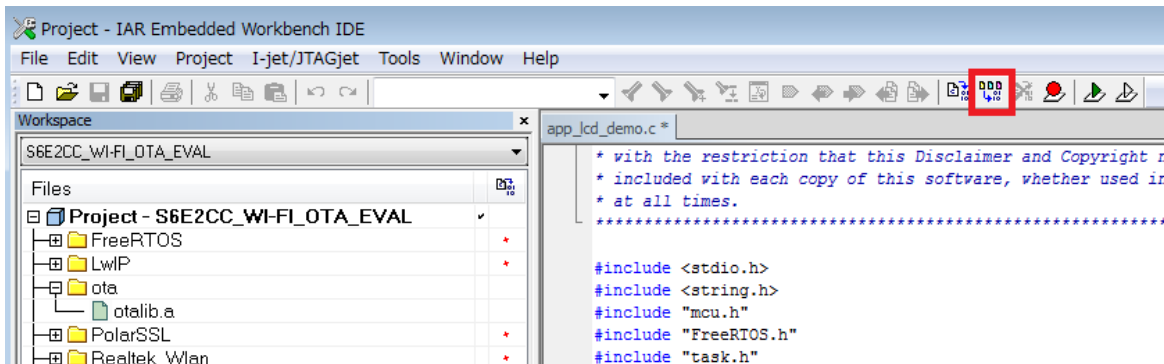 Project - IAR Embedded Workbench IDE
File Edit View Project I-jet/JTAGjet Tools Window Help
Workspace
S6E2CC_WI-FI_OTA_EVAL
Files
Project - S6E2CC_WI-FI_OTA_EVAL
FreeRTOS
LwIP
ota
otalib.a
PolarSSL
Realtek_Wlan
app_lcd_demo.c *
* with the restriction that this Disclaimer and Copyright n
* included with each copy of this software, whether used in
* at all times.
******************************************************************
#include <stdio.h>
#include <string.h>
#include "mcu.h"
#include "FreeRTOS.h"
#include "task.h"